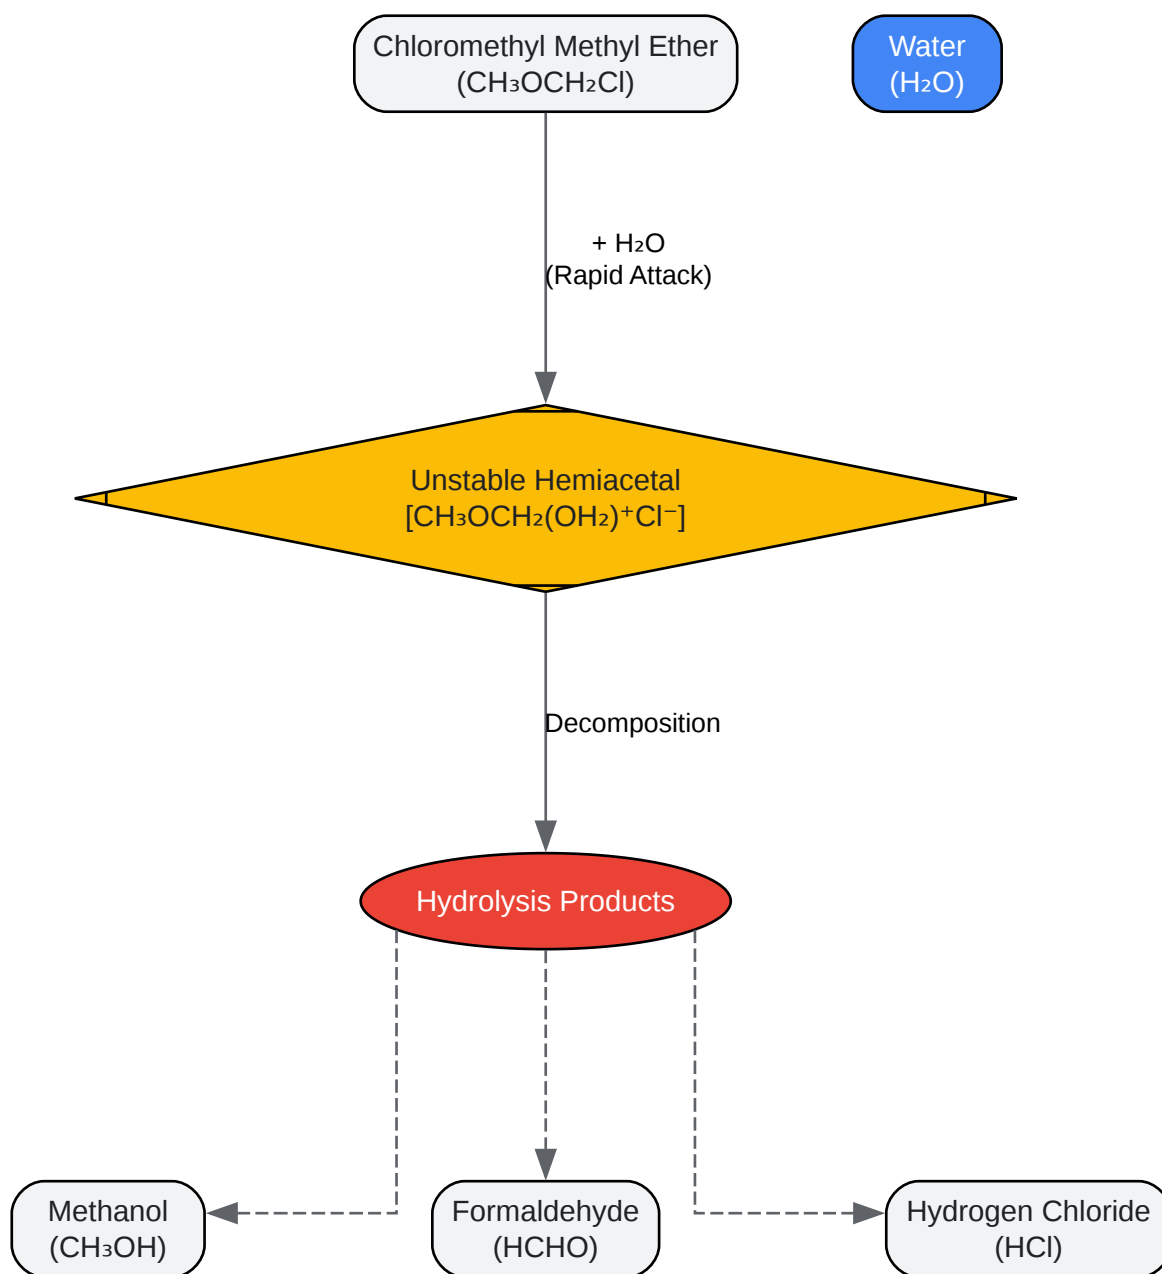 Chloromethyl Methyl Ether
(CH₃OCH₂Cl)
Water
(H₂O)
+ H₂O
(Rapid Attack)
Unstable Hemiacetal
[CH₃OCH₂(OH₂)⁺Cl⁻]
Decomposition
Hydrolysis Products
Methanol
(CH₃OH)
Formaldehyde
(HCHO)
Hydrogen Chloride
(HCl)